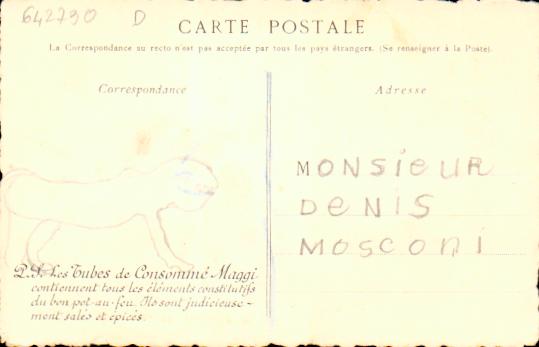 642790 D
CARTE POSTALE
La Correspondance au recto n'est pas acceptée par tous les pays étrangers. (Se renseigner à la Poste).
Correspondance
Adresse
MONSieUR
DeNIS
MOSCONI
P.S. Les Tubes de Consommé Maggi
contiennent tous les éléments constitutifs
du bon pot-au-feu. Ils sont judicieuse-
ment salés et épicés.